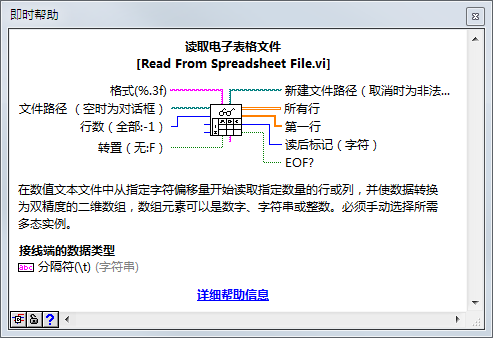 即时帮助
读取电子表格文件
[Read From Spreadsheet File.vi]
格式(%.3f)
新建文件路径（取消时为非法...
文件路径 （空时为对话框）
所有行
行数（全部:-1 ）
第一行
转置（无:F ）
读后标记（字符）
EOF?
在数值文本文件中从指定字符偏移量开始读取指定数量的行或列，并使数据转换
为双精度的二维数组，数组元素可以是数字、字符串或整数。必须手动选择所需
多态实例。
接线端的数据类型
abc 分隔符(\t) (字符串)
详细帮助信息
?